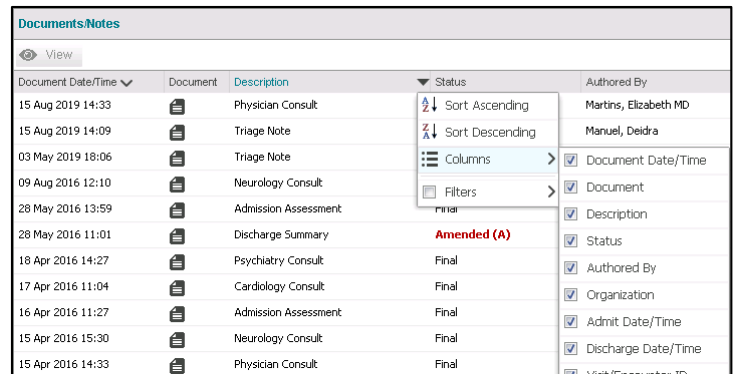 Documents/Notes
View
Document Date/Time Document Description Status Authored By
15 Aug 2019 14:33 Physician Consult Sort Ascending Martins, Elizabeth MD
15 Aug 2019 14:09 Triage Note Sort Descending Manuel, Deidra
03 May 2019 18:06 Triage Note Columns Document Date/Time
09 Aug 2016 12:10 Neurology Consult Filters Document
28 May 2016 13:59 Admission Assessment Final Description
28 May 2016 11:01 Discharge Summary Amended (A) Status
18 Apr 2016 14:27 Psychiatry Consult Final Authored By
17 Apr 2016 11:04 Cardiology Consult Final Organization
16 Apr 2016 11:27 Admission Assessment Final Admit Date/Time
15 Apr 2016 15:30 Neurology Consult Final Discharge Date/Time
15 Apr 2016 14:33 Physician Consult Final Visit/Encounter ID